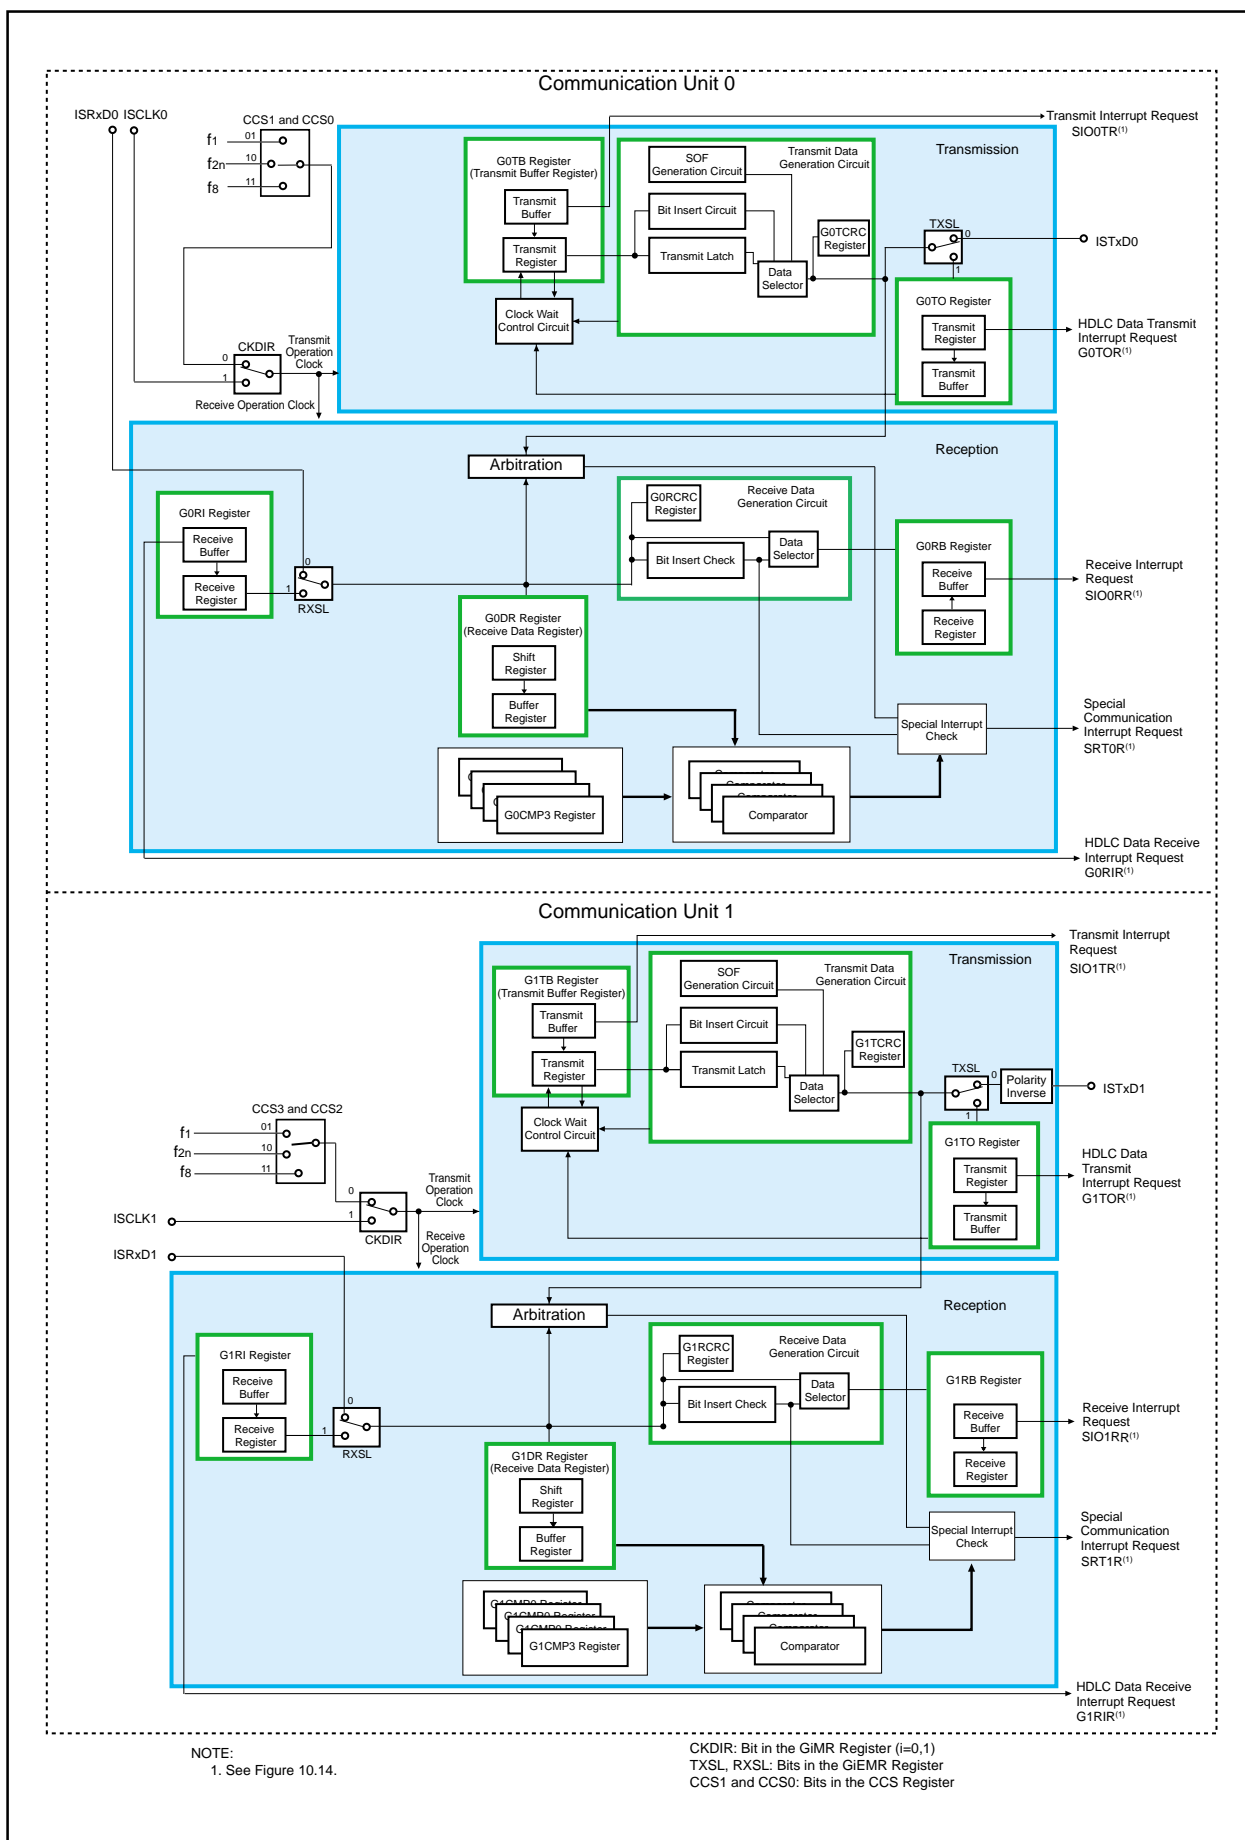 Communication Unit 0
ISRxD0 ISCLK0
CCS1 and CCS0
f1
01
f2n
10
f8
11
Transmit Interrupt Request
SIO0TR(1)
Transmission
G0TB Register
(Transmit Buffer Register)
Transmit
Buffer
Transmit
Register
Clock Wait
Control Circuit
Transmit Data
Generation Circuit
SOF
Generation Circuit
Bit Insert Circuit
Transmit Latch
Data
Selector
G0TCRC
Register
TXSL
0
1
ISTxD0
G0TO Register
Transmit
Register
Transmit
Buffer
HDLC Data Transmit
Interrupt Request
G0TOR(1)
CKDIR
0
1
Transmit
Operation
Clock
Receive Operation Clock
Reception
Arbitration
G0RI Register
Receive
Buffer
Receive
Register
0
1
RXSL
G0RCRC
Register
Receive Data
Generation Circuit
Bit Insert Check
Data
Selector
G0RB Register
Receive
Buffer
Receive
Register
Receive Interrupt
Request
SIO0RR(1)
G0DR Register
(Receive Data Register)
Shift
Register
Buffer
Register
Special Interrupt
Check
Special
Communication
Interrupt Request
SRT0R(1)
G0CMP3 Register
Comparator
Comparator
HDLC Data Receive
Interrupt Request
G0RIR(1)
Communication Unit 1
Transmit Interrupt
Request
SIO1TR(1)
Transmission
G1TB Register
(Transmit Buffer Register)
Transmit
Buffer
Transmit
Register
Clock Wait
Control Circuit
Transmit Data
Generation Circuit
SOF
Generation Circuit
Bit Insert Circuit
Transmit Latch
Data
Selector
G1TCRC
Register
TXSL
0
1
Polarity
Inverse
ISTxD1
G1TO Register
Transmit
Register
Transmit
Buffer
HDLC Data
Transmit
Interrupt Request
G1TOR(1)
CCS3 and CCS2
f1
01
f2n
10
f8
11
ISCLK1
0
1
CKDIR
Transmit
Operation
Clock
Receive
Operation
Clock
ISRxD1
Reception
Arbitration
G1RI Register
Receive
Buffer
Receive
Register
0
1
RXSL
G1RCRC
Register
Receive Data
Generation Circuit
Bit Insert Check
Data
Selector
G1RB Register
Receive
Buffer
Receive
Register
Receive Interrupt
Request
SIO1RR(1)
G1DR Register
(Receive Data Register)
Shift
Register
Buffer
Register
Special Interrupt
Check
Special
Communication
Interrupt Request
SRT1R(1)
G1CMP0 Register
G1CMP0 Register
G1CMP0 Register
G1CMP3 Register
Comparator
Comparator
Comparator
HDLC Data Receive
Interrupt Request
G1RIR(1)
NOTE:
1. See Figure 10.14.
CKDIR: Bit in the GiMR Register (i=0,1)
TXSL, RXSL: Bits in the GiEMR Register
CCS1 and CCS0: Bits in the CCS Register